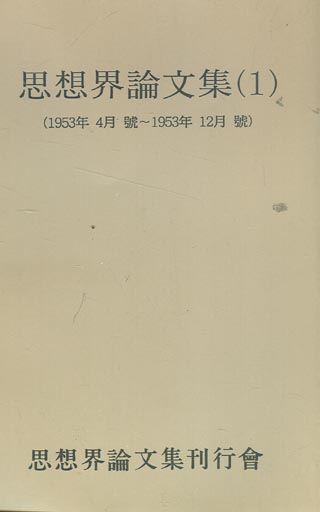 思想界論文集(1)
(1953年 4月 號~1953年 12月 號)
思想界論文集刊行會